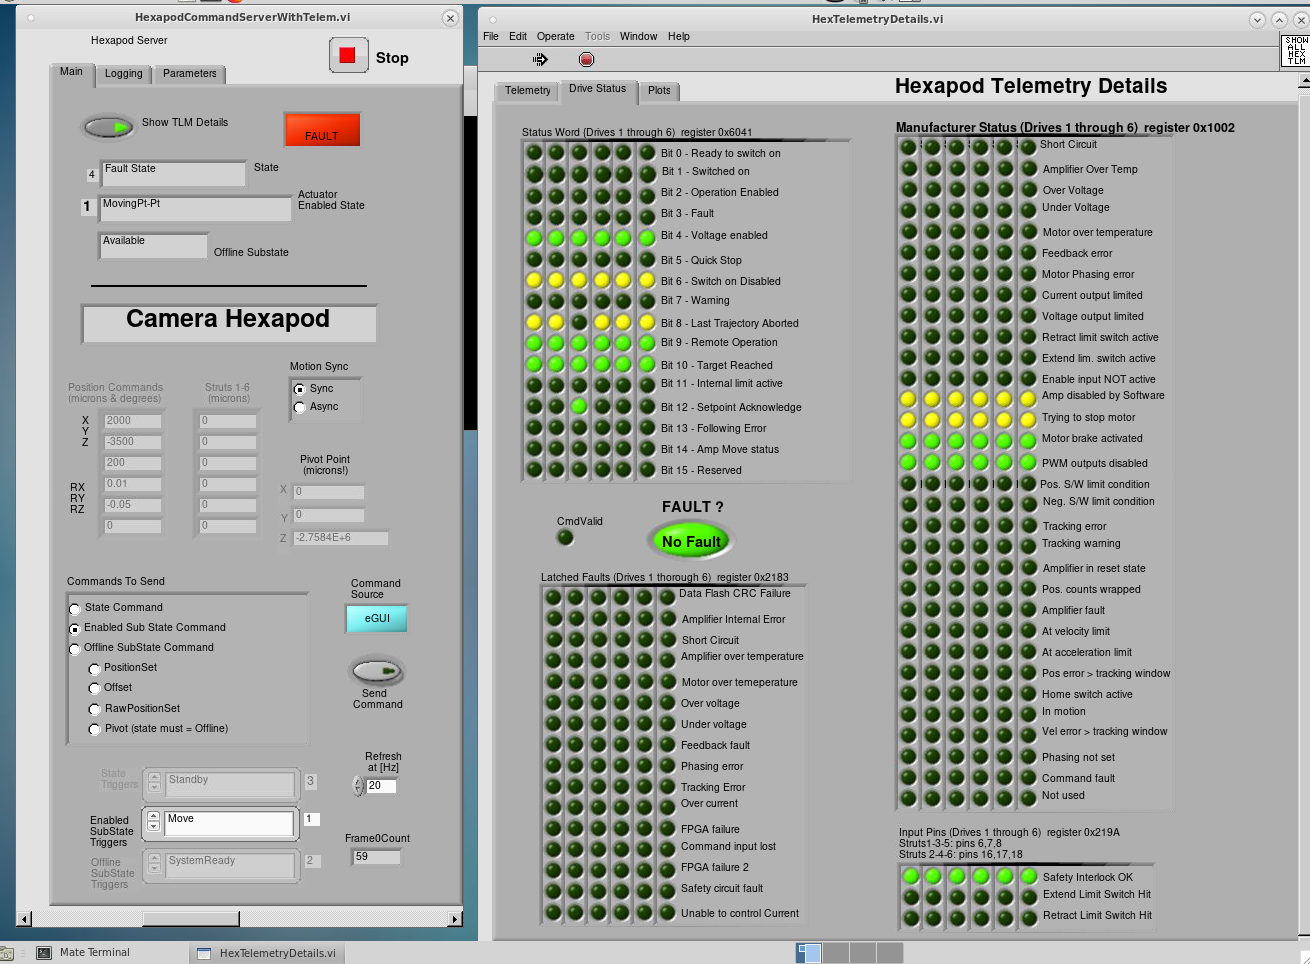 HexapodCommandServerWithTelem.vi
Hexapod Server
Stop
Main
Logging
Parameters
Show TLM Details
FAULT
4
Fault State
State
1
MovingPt-Pt
Actuator
Enabled State
Available
Offline Substate
Camera Hexapod
Motion Sync
Sync
Async
Position Commands
(microns & degrees)
Struts 1-6
(microns)
X
Y
Z
RX
RY
RZ
2000
-3500
200
0.01
-0.05
0
0
0
0
0
0
0
Pivot Point
(microns!)
X
0
Y
0
Z
-2.7584E+6
Commands To Send
State Command
Enabled Sub State Command
Offline SubState Command
PositionSet
Offset
RawPositionSet
Pivot (state must = Offline)
Command
Source
eGUI
Send
Command
State
Triggers
Standby
3
Enabled
SubState
Triggers
Move
1
Offline
SubState
Triggers
SystemReady
2
Refresh
at [Hz]
20
Frame0Count
59
HexTelemetryDetails.vi
File Edit Operate Tools Window Help
SHOW
ALL
HEX
TLM
Telemetry
Drive Status
Plots
Hexapod Telemetry Details
Status Word (Drives 1 through 6) register 0x6041
Bit 0 - Ready to switch on
Bit 1 - Switched on
Bit 2 - Operation Enabled
Bit 3 - Fault
Bit 4 - Voltage enabled
Bit 5 - Quick Stop
Bit 6 - Switch on Disabled
Bit 7 - Warning
Bit 8 - Last Trajectory Aborted
Bit 9 - Remote Operation
Bit 10 - Target Reached
Bit 11 - Internal limit active
Bit 12 - Setpoint Acknowledge
Bit 13 - Following Error
Bit 14 - Amp Move status
Bit 15 - Reserved
FAULT ?
CmdValid
No Fault
Latched Faults (Drives 1 thorough 6) register 0x2183
Data Flash CRC Failure
Amplifier Internal Error
Short Circuit
Amplifier over temperature
Motor over temeperature
Over voltage
Under voltage
Feedback fault
Phasing error
Tracking Error
Over current
FPGA failure
Command input lost
FPGA failure 2
Safety circuit fault
Unable to control Current
Manufacturer Status (Drives 1 through 6) register 0x1002
Short Circuit
Amplifier Over Temp
Over Voltage
Under Voltage
Motor over temperature
Feedback error
Motor Phasing error
Current output limited
Voltage output limited
Retract limit switch active
Extend lim. switch active
Enable input NOT active
Amp disabled by Software
Trying to stop motor
Motor brake activated
PWM outputs disabled
Pos. S/W limit condition
Neg. S/W limit condition
Tracking error
Tracking warning
Amplifier in reset state
Pos. counts wrapped
Amplifier fault
At velocity limit
At acceleration limit
Pos error > tracking window
Home switch active
In motion
Vel error > tracking window
Phasing not set
Command fault
Not used
Input Pins (Drives 1 through 6) register 0x219A
Struts1-3-5: pins 6,7,8
Struts 2-4-6: pins 16,17,18
Safety Interlock OK
Extend Limit Switch Hit
Retract Limit Switch Hit
Mate Terminal
HexTelemetryDetails.vi